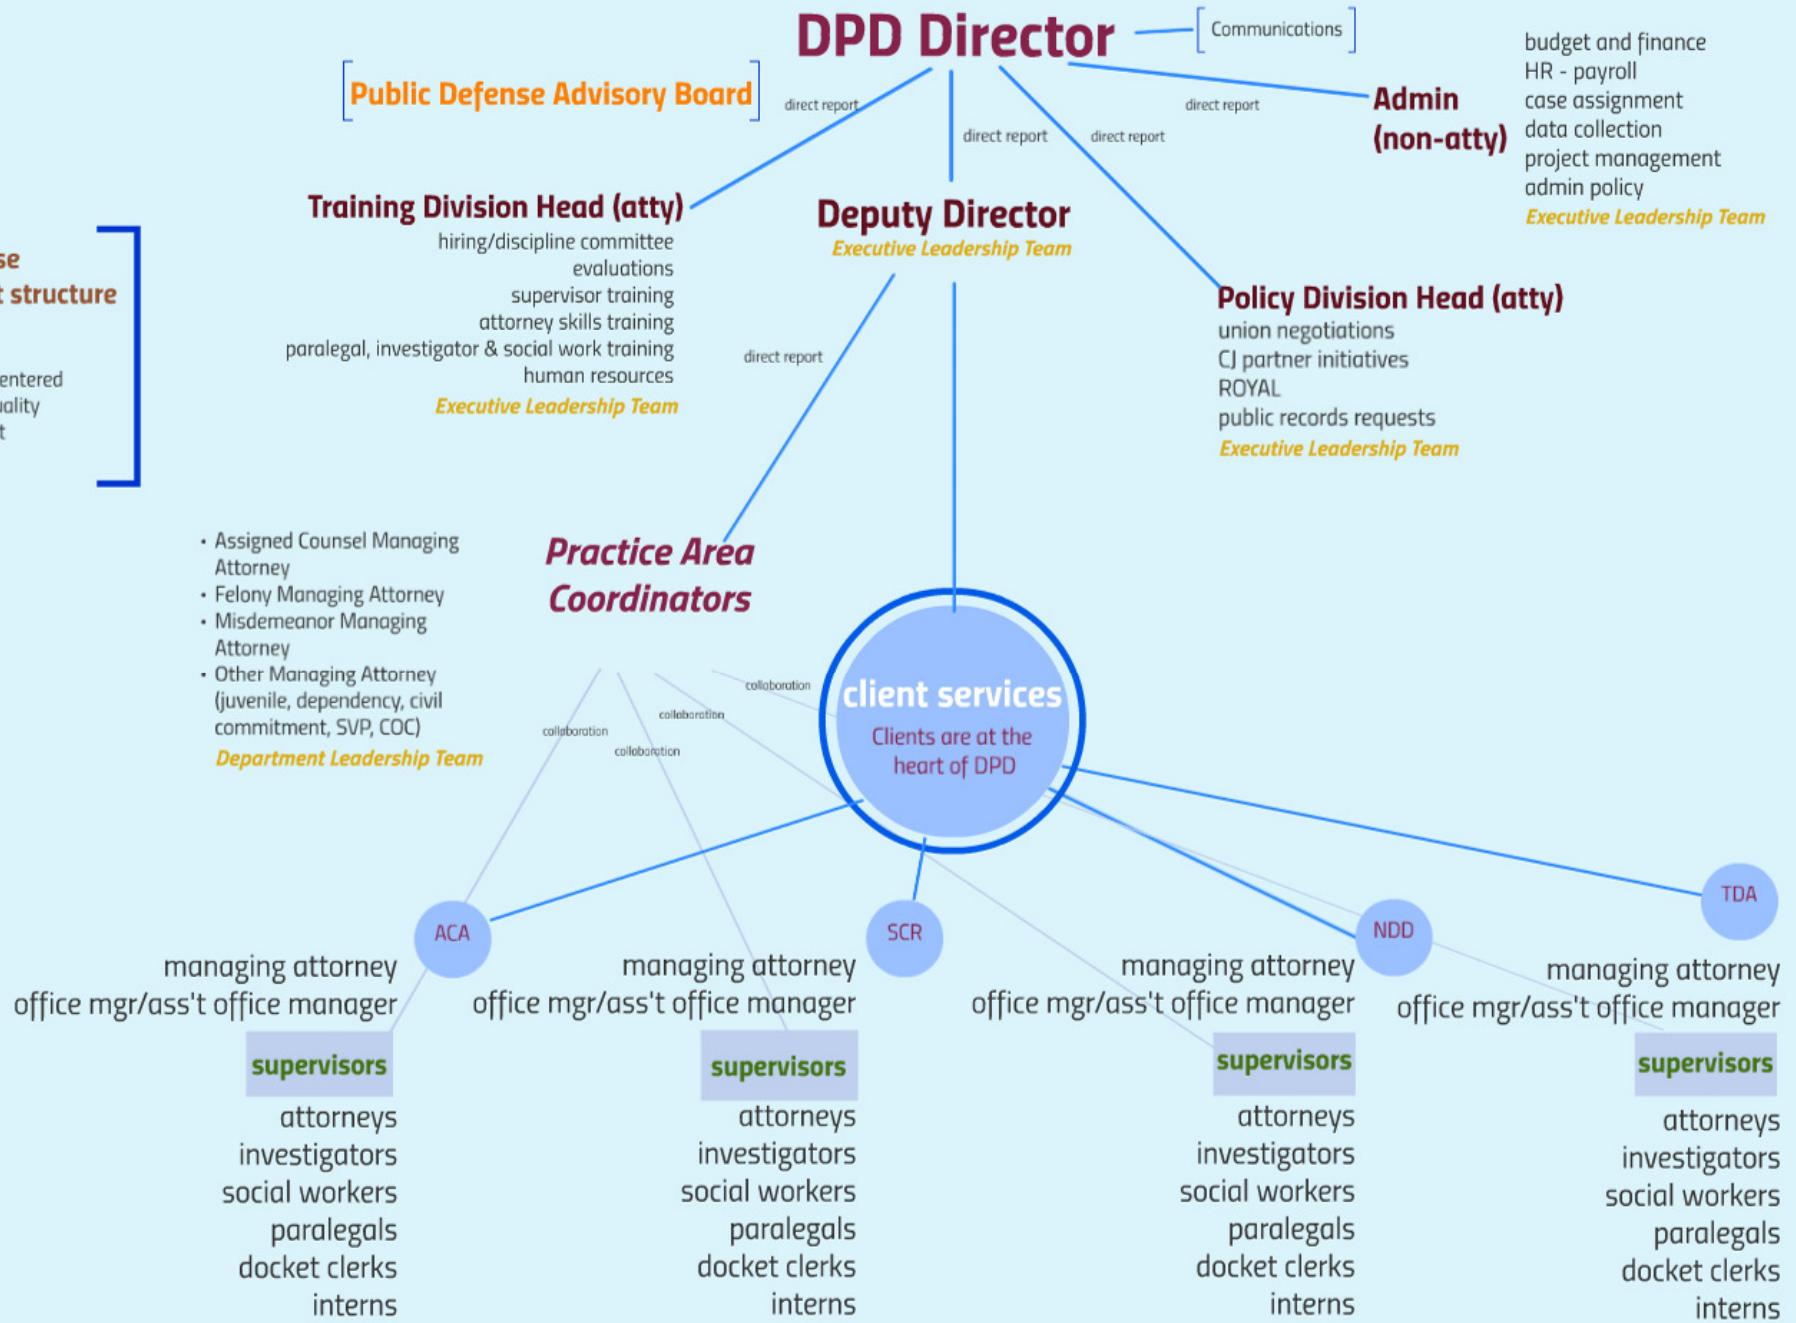 DPD Director
Communications
Public Defense Advisory Board
direct report
direct report
direct report
direct report
Admin
(non-atty)
budget and finance
HR - payroll
case assignment
data collection
project management
admin policy
Executive Leadership Team
Training Division Head (atty)
hiring/discipline committee
evaluations
supervisor training
attorney skills training
paralegal, investigator & social work training
human resources
Executive Leadership Team
Deputy Director
Executive Leadership Team
structure
Policy Division Head (atty)
union negotiations
CJ partner initiatives
ROYAL
public records requests
Executive Leadership Team
direct report
• Assigned Counsel Managing
Attorney
• Felony Managing Attorney
• Misdemeanor Managing
Attorney
• Other Managing Attorney
(juvenile, dependency, civil
commitment, SVP, COC)
Department Leadership Team
Practice Area
Coordinators
collaboration
collaboration
collaboration
collaboration
client services
Clients are at the
heart of DPD
ACA
managing attorney
office mgr/ass't office manager
supervisors
attorneys
investigators
social workers
paralegals
docket clerks
interns
SCR
managing attorney
office mgr/ass't office manager
supervisors
attorneys
investigators
social workers
paralegals
docket clerks
interns
NDD
managing attorney
office mgr/ass't office manager
supervisors
attorneys
investigators
social workers
paralegals
docket clerks
interns
TDA
managing attorney
office mgr/ass't office manager
supervisors
attorneys
investigators
social workers
paralegals
docket clerks
interns